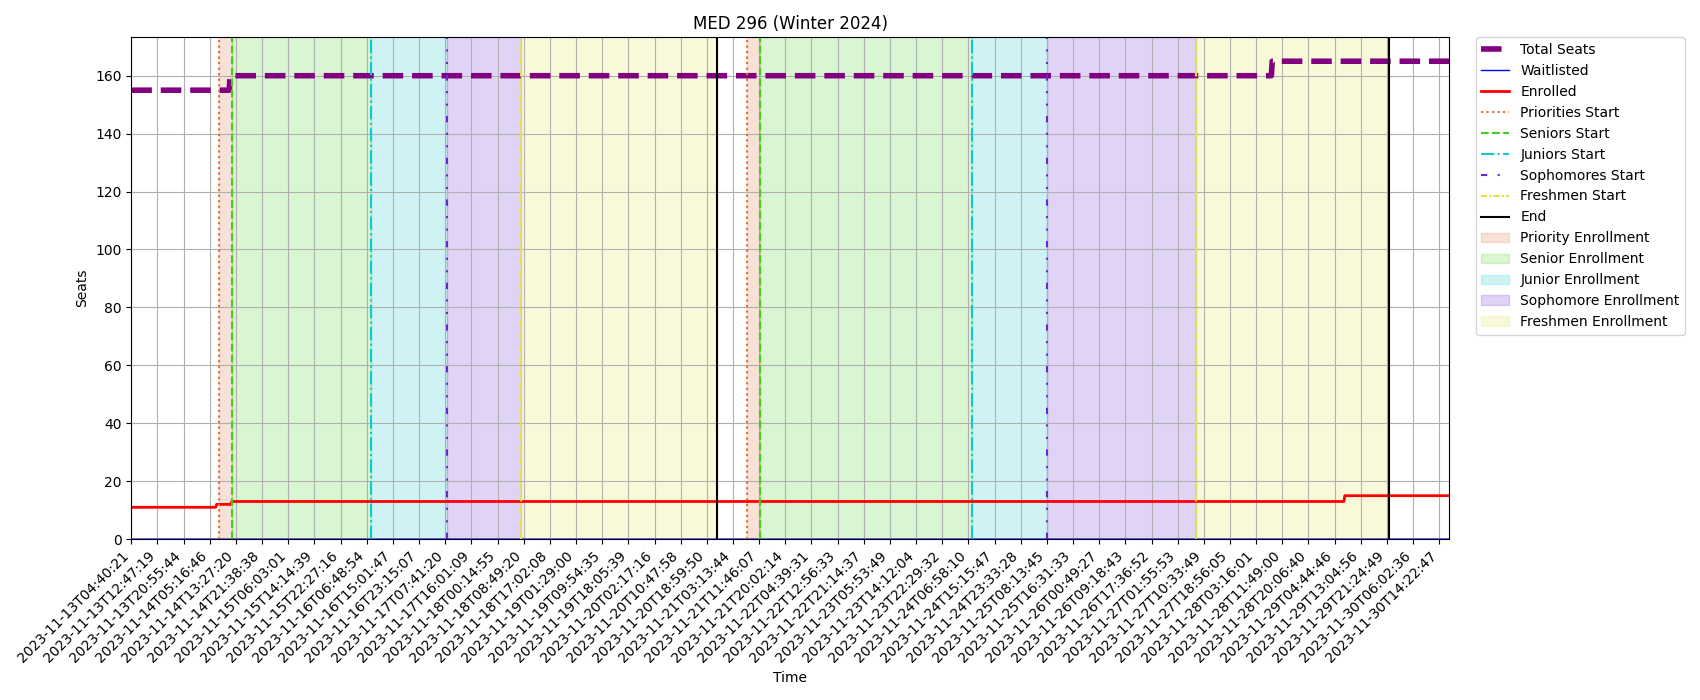 MED 296 (Winter 2024)
Seats
160
140
120
100
80
60
40
20
0
2023-11-13T04:40:21
2023-11-13T12:47:19
2023-11-13T20:55:44
2023-11-14T05:16:46
2023-11-14T13:27:20
2023-11-14T21:38:38
2023-11-15T06:03:01
2023-11-15T14:14:39
2023-11-15T22:27:16
2023-11-16T06:48:54
2023-11-16T15:01:47
2023-11-16T23:15:07
2023-11-17T07:41:20
2023-11-17T16:01:09
2023-11-18T00:14:55
2023-11-18T08:49:20
2023-11-18T17:02:08
2023-11-19T01:29:00
2023-11-19T09:54:35
2023-11-19T18:05:39
2023-11-20T02:17:16
2023-11-20T10:47:58
2023-11-20T18:59:50
2023-11-21T03:13:44
2023-11-21T11:46:07
2023-11-21T20:02:14
2023-11-22T04:39:31
2023-11-22T12:56:33
2023-11-22T21:14:37
2023-11-23T05:53:49
2023-11-23T14:12:04
2023-11-23T22:29:32
2023-11-24T06:58:10
2023-11-24T15:15:47
2023-11-24T23:33:28
2023-11-25T08:13:45
2023-11-25T16:31:33
2023-11-26T00:49:27
2023-11-26T09:18:43
2023-11-26T17:36:52
2023-11-27T01:55:53
2023-11-27T10:33:49
2023-11-27T18:56:05
2023-11-28T03:16:01
2023-11-28T11:49:00
2023-11-28T20:06:40
2023-11-29T04:44:46
2023-11-29T13:04:56
2023-11-29T21:24:49
2023-11-30T06:02:36
2023-11-30T14:22:47
Time
Total Seats
Waitlisted
Enrolled
Priorities Start
Seniors Start
Juniors Start
Sophomores Start
Freshmen Start
End
Priority Enrollment
Senior Enrollment
Junior Enrollment
Sophomore Enrollment
Freshmen Enrollment